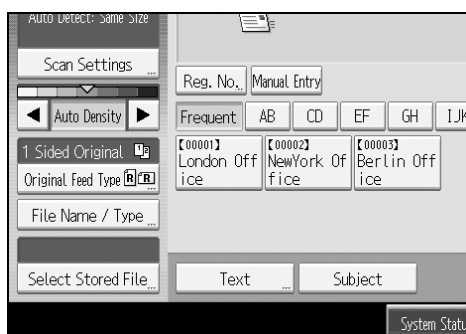 Auto Detect: Same Size
Scan Settings
Reg. No.
Manual Entry
Auto Density
Frequent
AB
CD
EF
GH
IJK
1 Sided Original
【00001】
London Off
ice
【00002】
NewYork Of
fice
【00003】
Berlin Off
ice
Original Feed Type
File Name / Type
Select Stored File
Text
Subject
System Statu